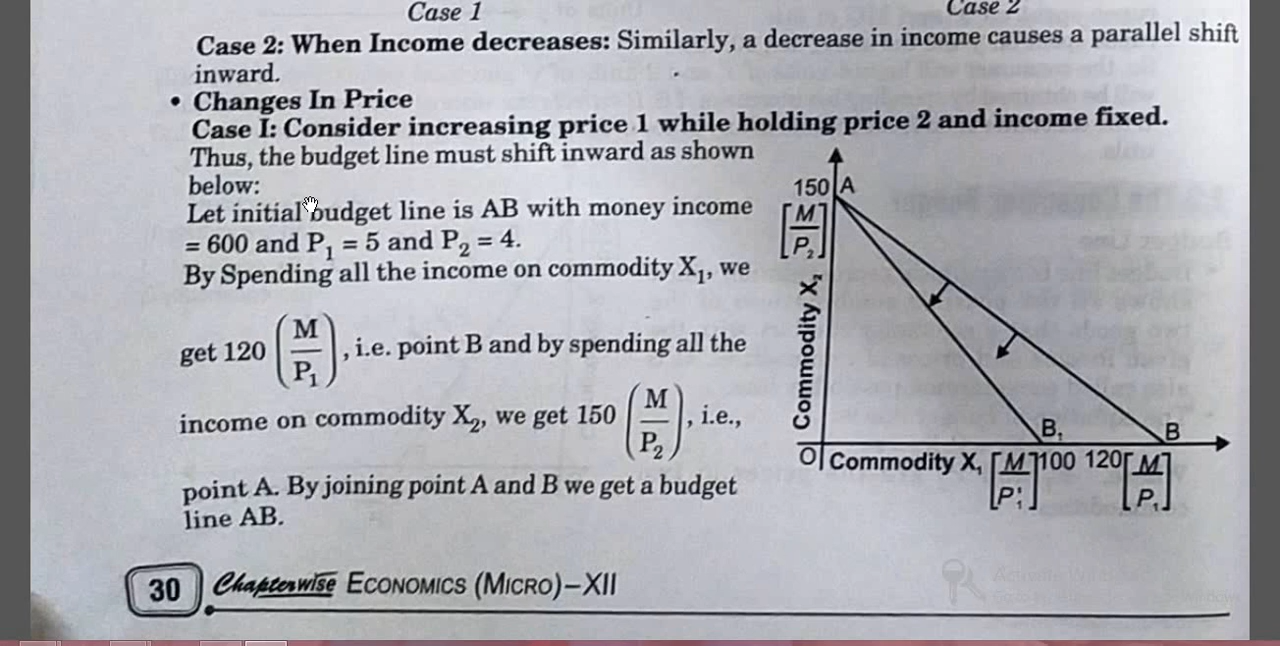 Case 1
Case 2
Case 2: When Income decreases: Similarly, a decrease in income causes a parallel shift
inward.
• Changes In Price
Case I: Consider increasing price 1 while holding price 2 and income fixed.
Thus, the budget line must shift inward as shown
below:
Let initial budget line is AB with money income
= 600 and P₁ = 5 and P₂ = 4.
By Spending all the income on commodity X₁, we
get 120 (M/P₁), i.e. point B and by spending all the
income on commodity X₂, we get 150 (M/P₂), i.e.,
point A. By joining point A and B we get a budget
line AB.
150 A
[M/P₂]
Commodity X₂
B₁
B
O
Commodity X₁ [M/P'₁] 100 120 [M/P₁]
30 Chapterwise ECONOMICS (MICRO)–XII